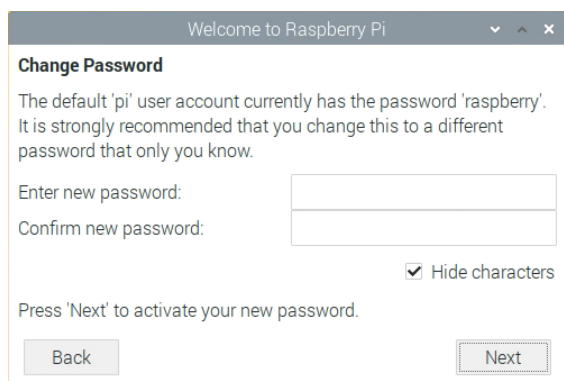 Welcome to Raspberry Pi
Change Password
The default 'pi' user account currently has the password 'raspberry'.
It is strongly recommended that you change this to a different
password that only you know.
Enter new password:
Confirm new password:
Hide characters
Press 'Next' to activate your new password.
Back Next